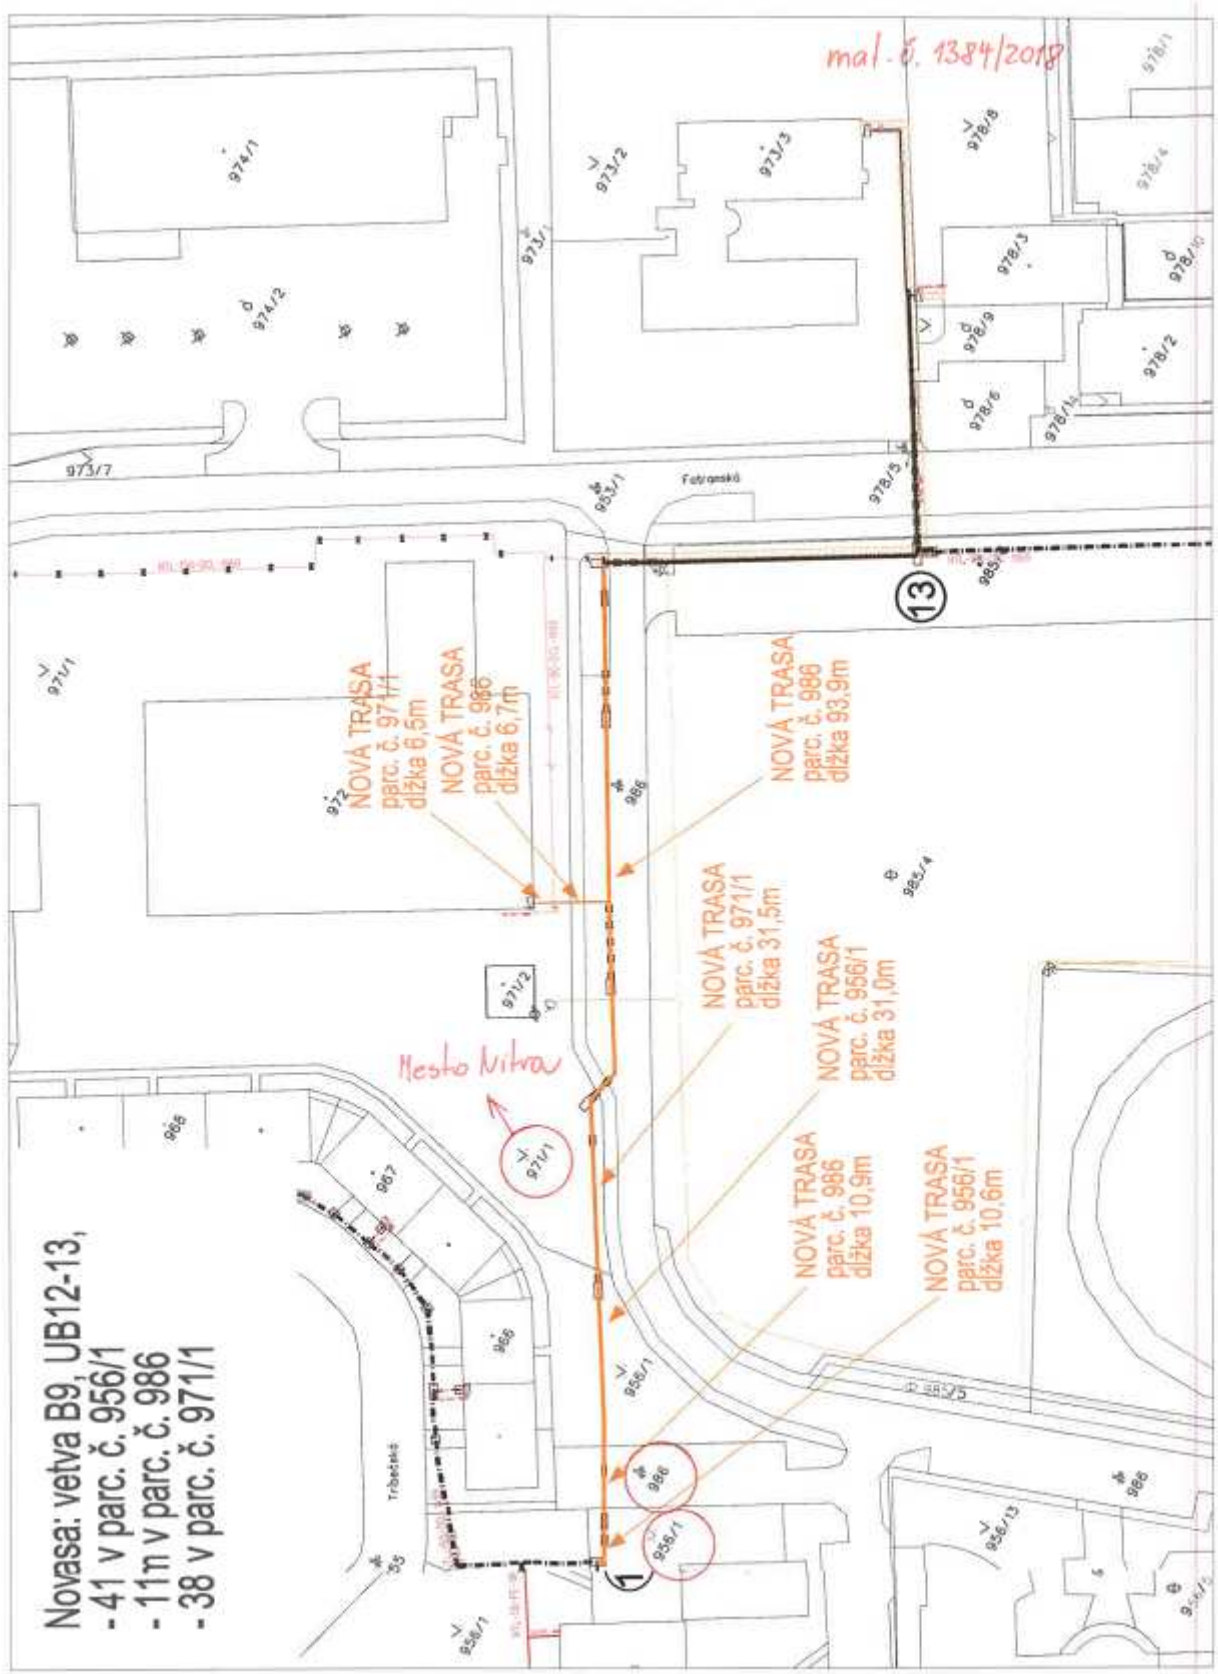 mal. č. 1384/2018
Novasa: vetva B9, UB12-13,
- 41 v parc. č. 956/1
- 11m v parc. č. 986
- 38 v parc. č. 971/1
NOVÁ TRASA
parc. č. 971/1
dĺžka 6,5m
NOVÁ TRASA
parc. č. 986
dĺžka 6,7m
NOVÁ TRASA
parc. č. 986
dĺžka 93,9m
NOVÁ TRASA
parc. č. 971/1
dĺžka 31,5m
NOVÁ TRASA
parc. č. 956/1
dĺžka 31,0m
NOVÁ TRASA
parc. č. 986
dĺžka 10,9m
NOVÁ TRASA
parc. č. 956/1
dĺžka 10,6m
Mesto Nitra
971/1
986
956/1
1
13
974/1
974/2
973/1
973/2
973/3
973/7
978/1
978/8
978/4
978/3
978/10
978/9
978/6
978/2
978/14
978/5
953/1
Fatranská
971/1
972
971/2
986
985/4
985/5
968
967
966
Tribečská
956/1
956/1
956/13
986